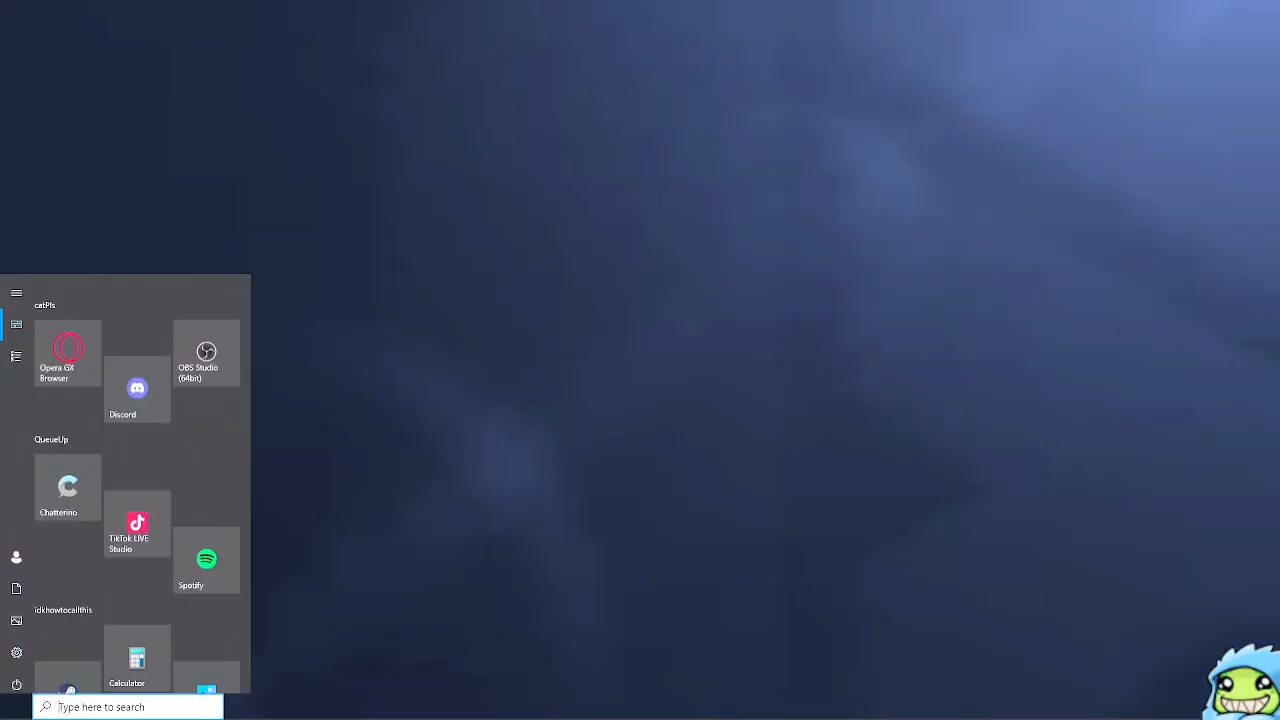 catPls
Opera GX
Browser
OBS Studio
(64bit)
Discord
QueueUp
Chatterino
TikTok LIVE
Studio
Spotify
idkhowtocallthis
Calculator
Type here to search